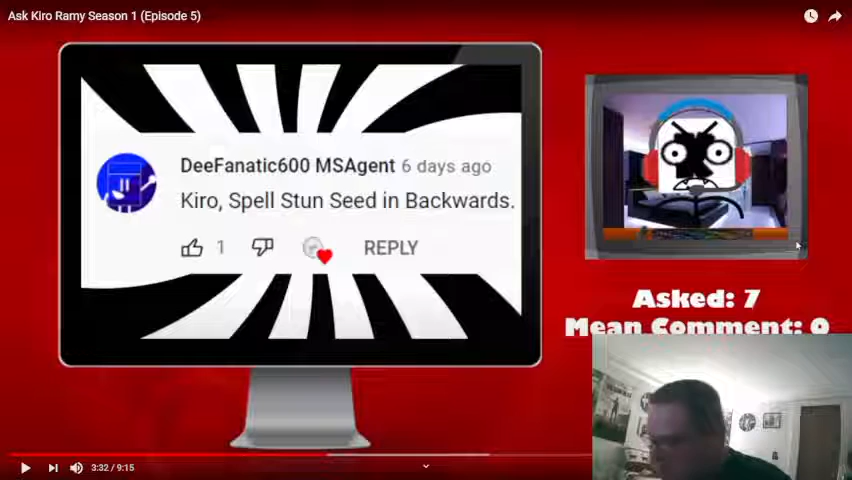 Ask Kiro Ramy Season 1 (Episode 5)
DeeFanatic600 MSAgent 6 days ago
Kiro, Spell Stun Seed in Backwards.
1 REPLY
Asked: 7
Mean Comment: 0
3:32 / 9:15